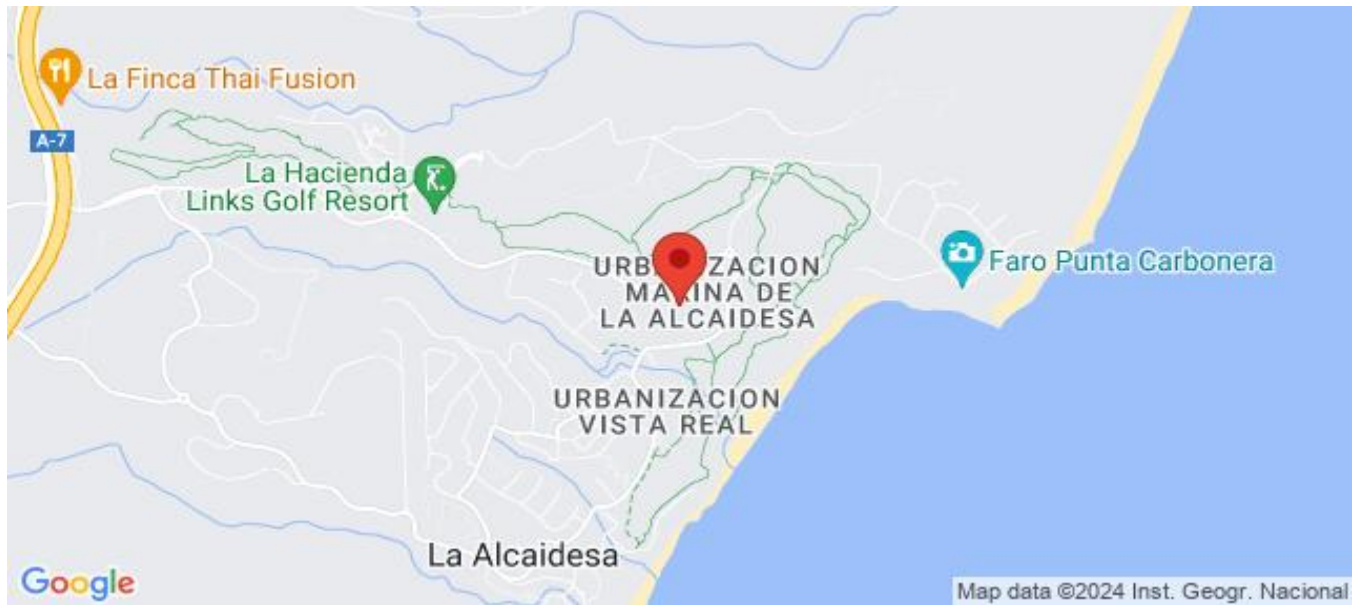 La Finca Thai Fusion
A-7
La Hacienda
Links Golf Resort
URBANIZACION
MARINA DE
LA ALCAIDESA
Faro Punta Carbonera
URBANIZACION
VISTA REAL
La Alcaidesa
Google
Map data ©2024 Inst. Geogr. Nacional